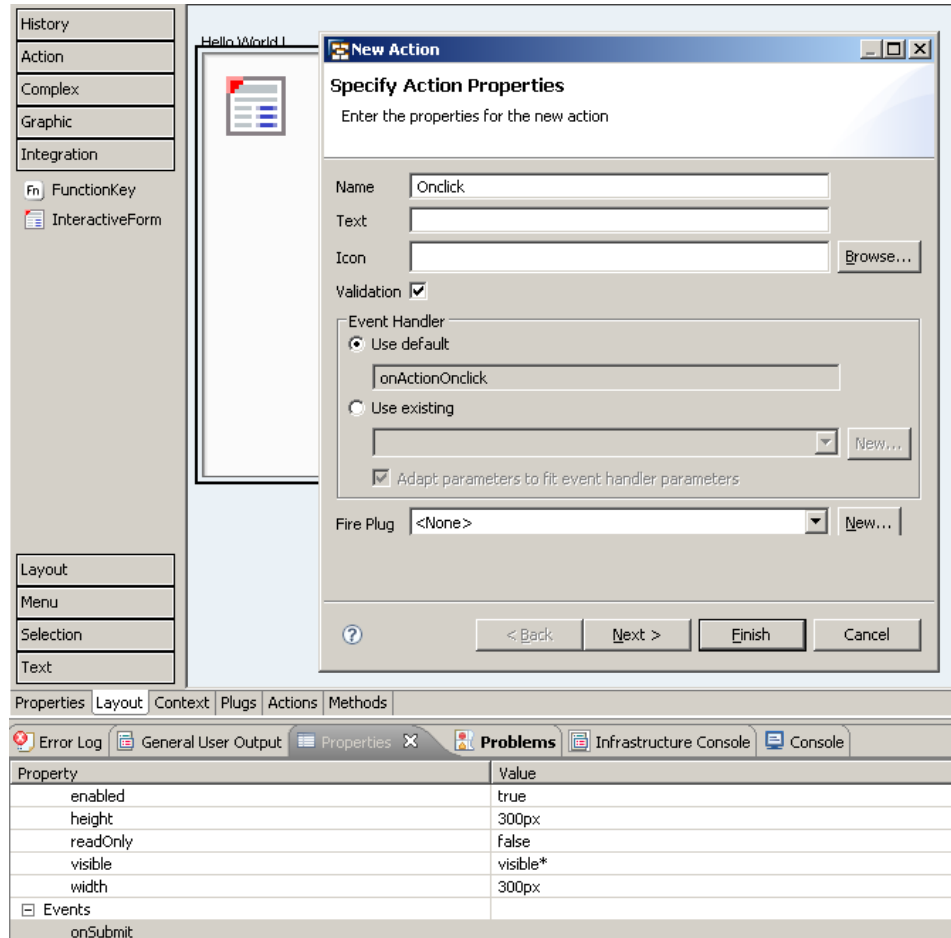 History
Action
Complex
Graphic
Integration
Fn FunctionKey
InteractiveForm
Layout
Menu
Selection
Text
Hello World !
New Action
Specify Action Properties
Enter the properties for the new action
Name Onclick
Text
Icon Browse...
Validation
Event Handler
Use default
onActionOnclick
Use existing
New...
Adapt parameters to fit event handler parameters
Fire Plug <None> New...
? < Back Next > Finish Cancel
Properties Layout Context Plugs Actions Methods
Error Log General User Output Properties Problems Infrastructure Console Console
Property Value
enabled true
height 300px
readOnly false
visible visible*
width 300px
Events
onSubmit